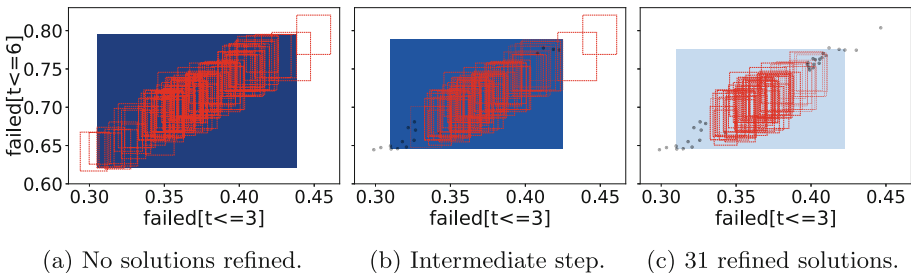 0.80
0.75
0.70
0.65
0.60
failed[t<=6]
0.30 0.35 0.40 0.45
0.30 0.35 0.40 0.45
0.30 0.35 0.40 0.45
failed[t<=3]
failed[t<=3]
failed[t<=3]
(a) No solutions refined.
(b) Intermediate step.
(c) 31 refined solutions.